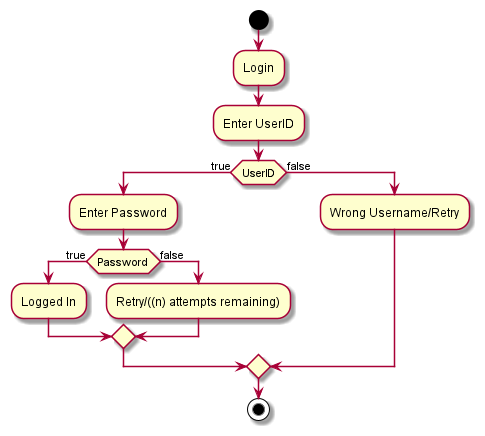 Login
Enter UserID
true
UserID
false
Enter Password
Wrong Username/Retry
true
Password
false
Logged In
Retry/((n) attempts remaining)